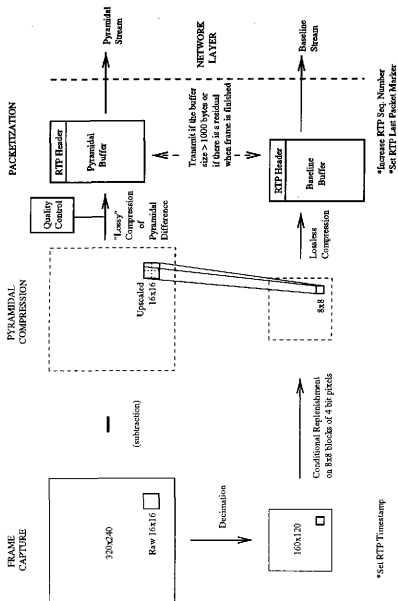 FRAME
CAPTURE
PYRAMIDAL
COMPRESSION
PACKETIZATION
320x240
Raw 16x16
(subtraction)
Upscaled
16x16
Quality
Control
"Lossy"
Compression
of
Pyramidal
Difference
RTP Header
Pyramidal
Buffer
Pyramidal
Stream
NETWORK
LAYER
Decimation
Transmit if the buffer
size > 1000 bytes or
if there is a residual
when frame is finished
160x120
Conditional Replenishment
on 8x8 blocks of 4 bit pixels
8x8
Lossless
Compression
RTP Header
Baseline
Buffer
Baseline
Stream
*Set RTP Timestamp
*Increase RTP Seq. Number
*Set RTP Last Packet Marker